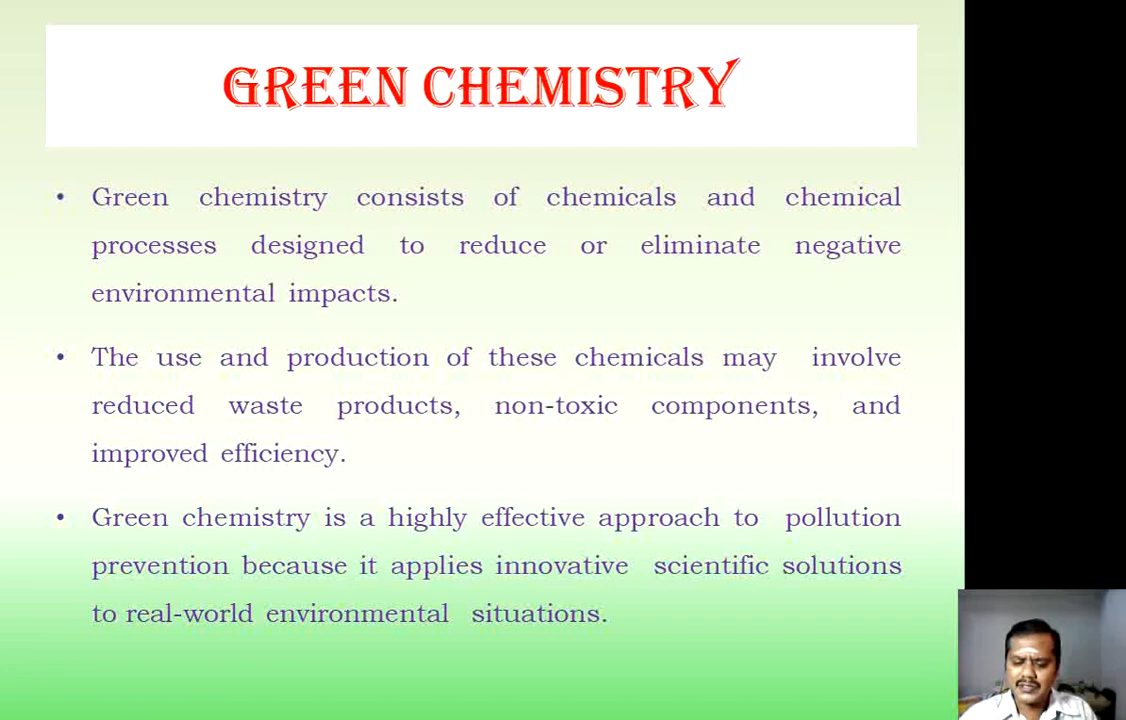 GREEN CHEMISTRY
• Green chemistry consists of chemicals and chemical
processes designed to reduce or eliminate negative
environmental impacts.
• The use and production of these chemicals may involve
reduced waste products, non-toxic components, and
improved efficiency.
• Green chemistry is a highly effective approach to pollution
prevention because it applies innovative scientific solutions
to real-world environmental situations.